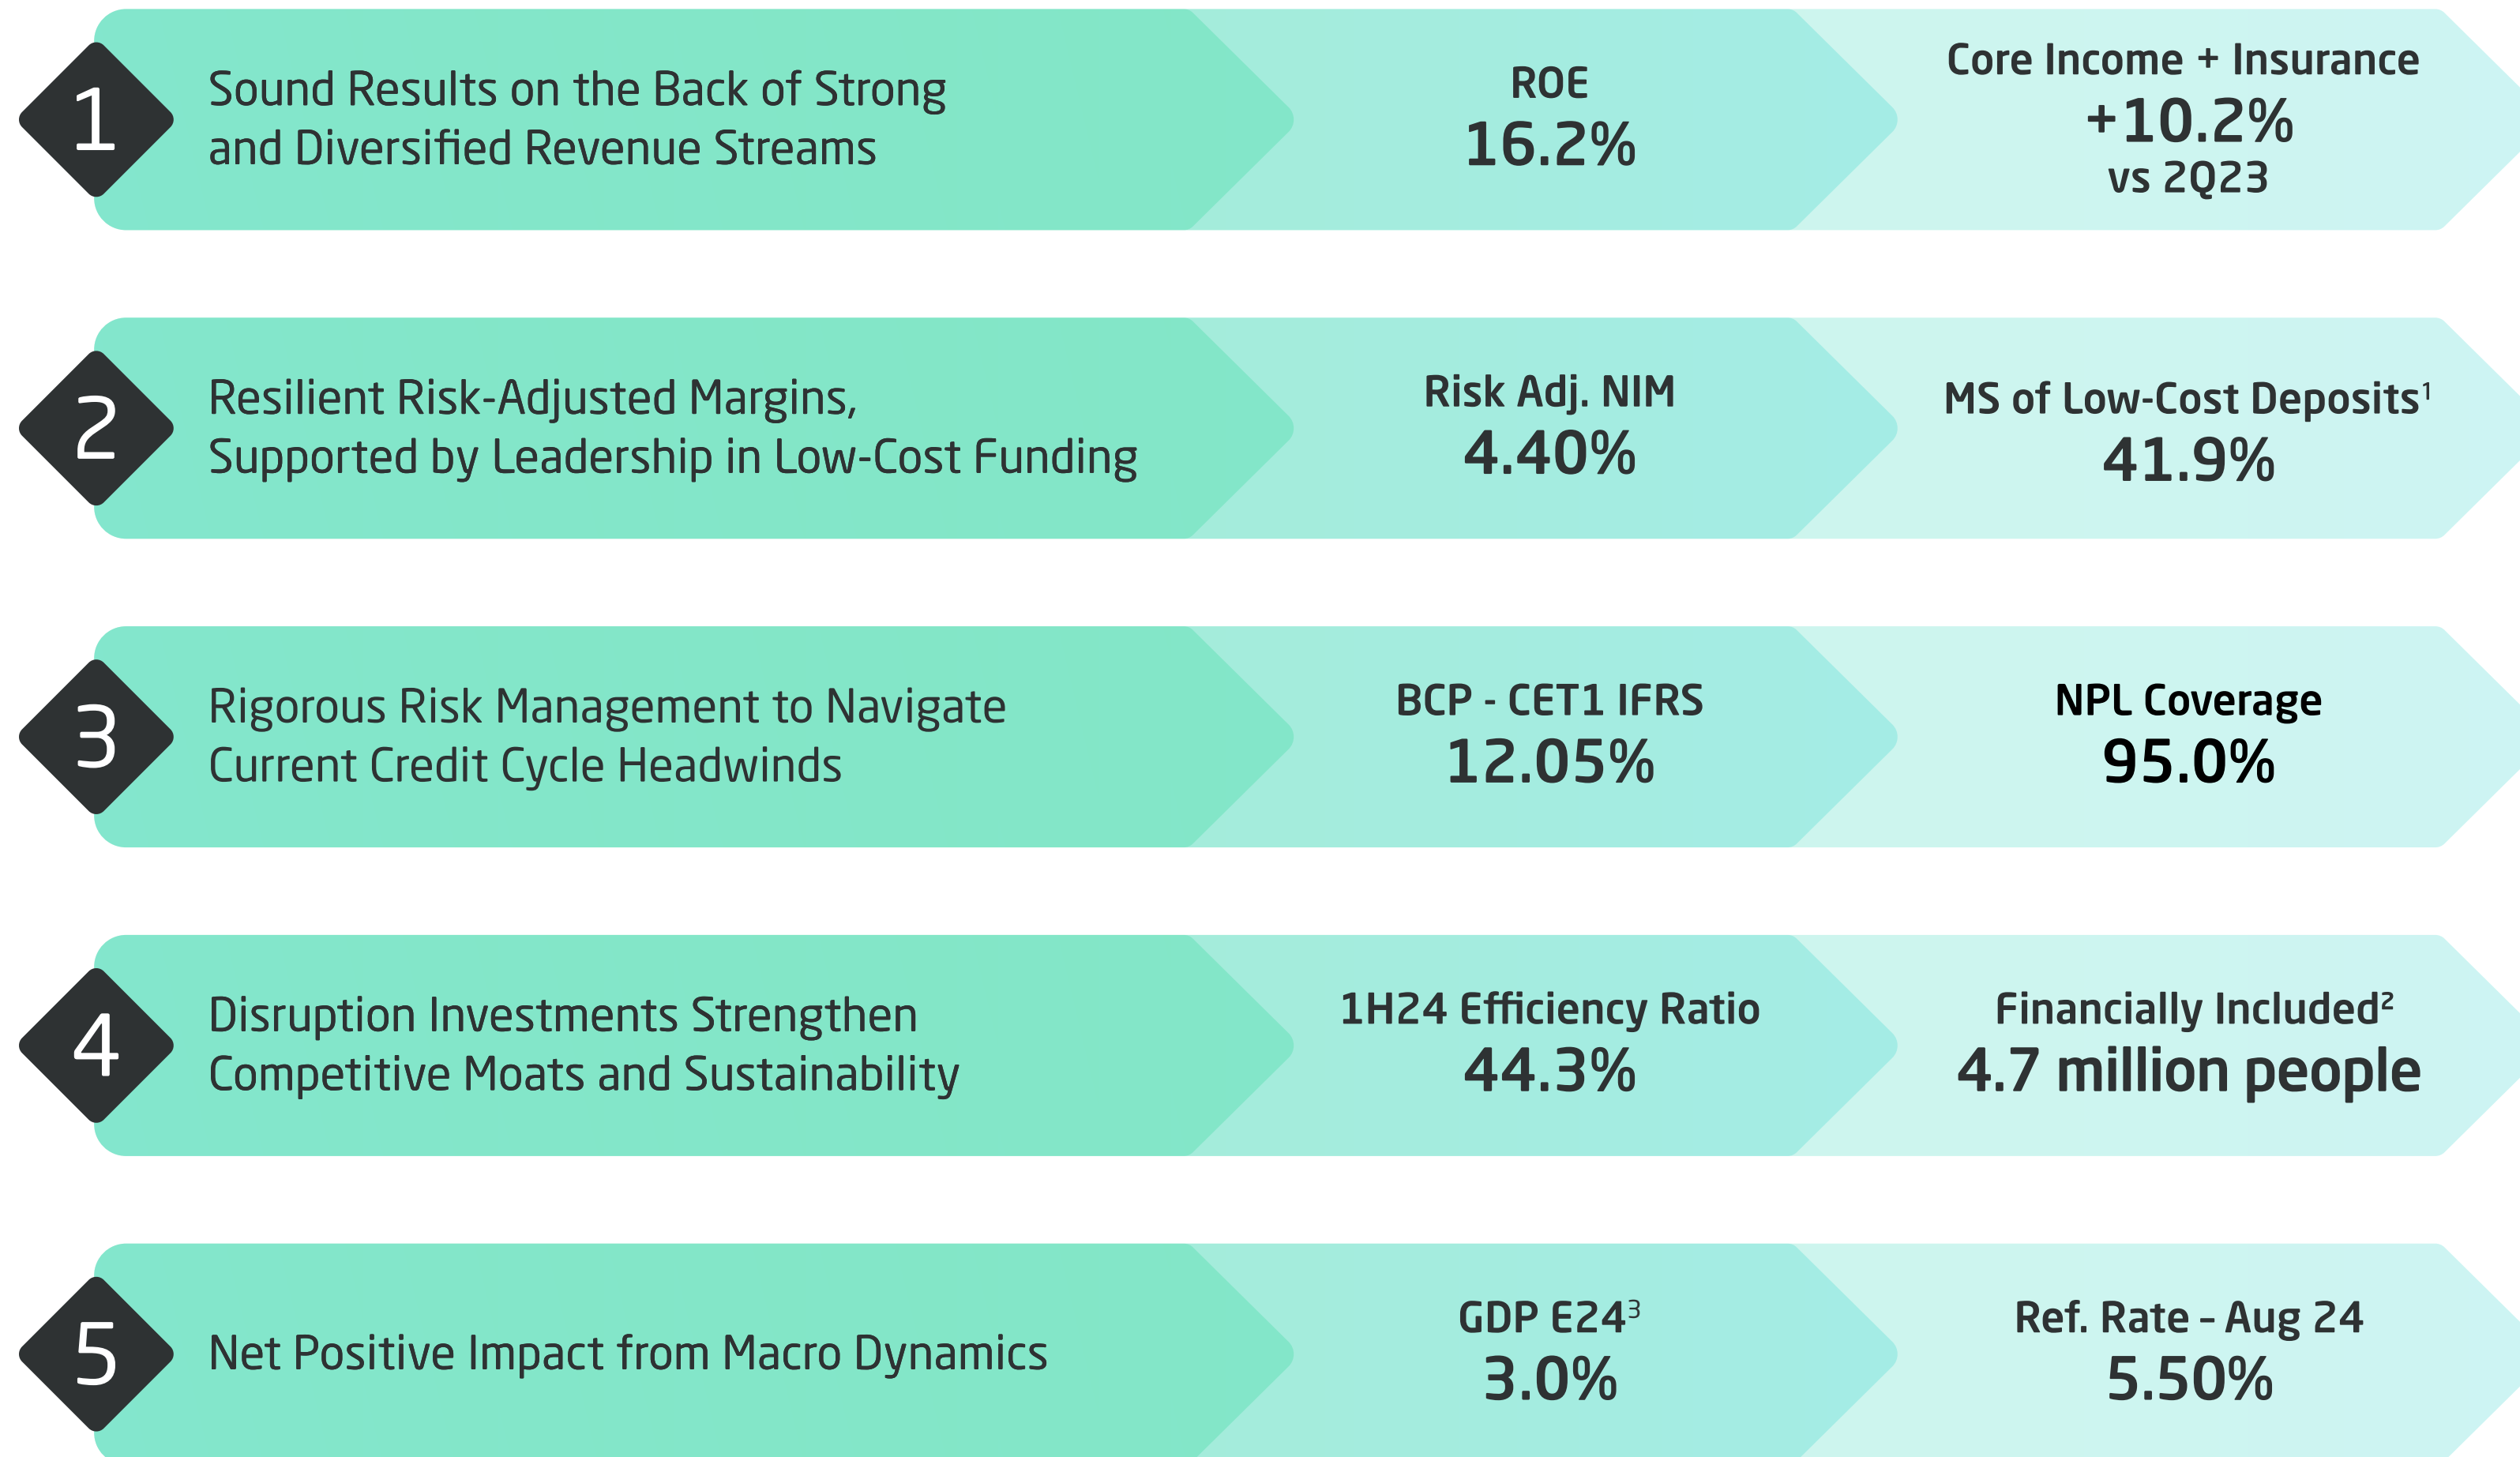 1
Sound Results on the Back of Strong
and Diversified Revenue Streams
ROE
16.2%
Core Income + Insurance
+10.2%
vs 2Q23
2
Resilient Risk-Adjusted Margins,
Supported by Leadership in Low-Cost Funding
Risk Adj. NIM
4.40%
MS of Low-Cost Deposits¹
41.9%
3
Rigorous Risk Management to Navigate
Current Credit Cycle Headwinds
BCP - CET1 IFRS
12.05%
NPL Coverage
95.0%
4
Disruption Investments Strengthen
Competitive Moats and Sustainability
1H24 Efficiency Ratio
44.3%
Financially Included²
4.7 million people
5
Net Positive Impact from Macro Dynamics
GDP E24³
3.0%
Ref. Rate – Aug 24
5.50%